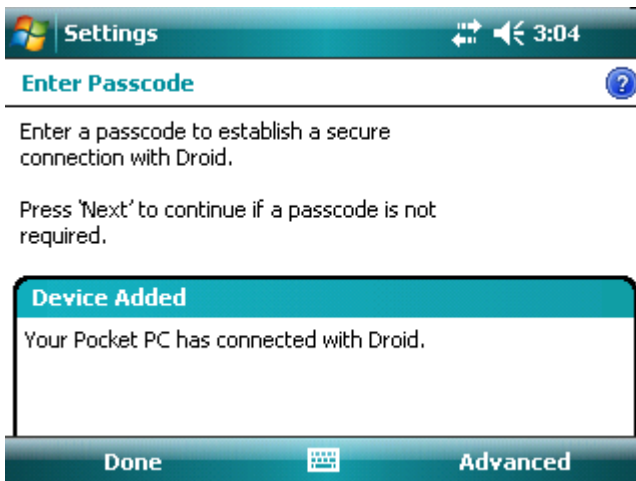 Settings 3:04
Enter Passcode ?
Enter a passcode to establish a secure
connection with Droid.
Press 'Next' to continue if a passcode is not
required.
Device Added
Your Pocket PC has connected with Droid.
Done Advanced